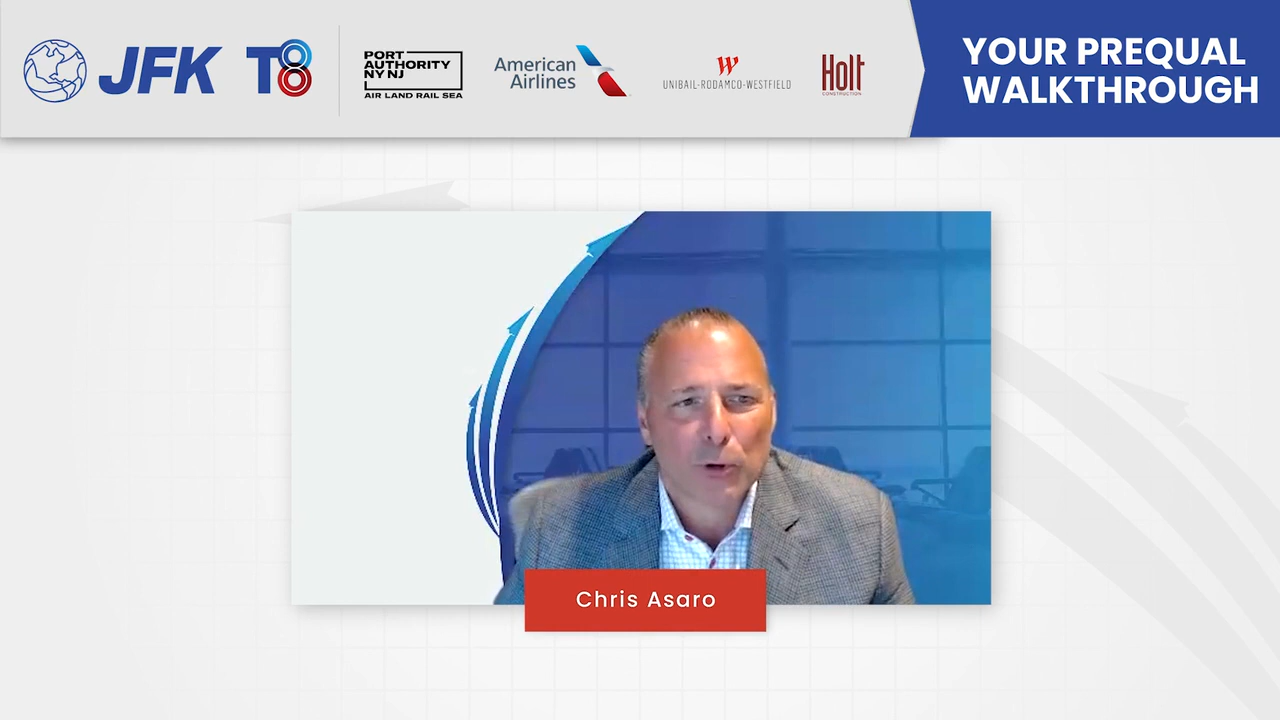 JFK T8
PORT
AUTHORITY
NY NJ
AIR LAND RAIL SEA
American
Airlines
UNIBAIL-RODAMCO-WESTFIELD
Holt
CONSTRUCTION
YOUR PREQUAL
WALKTHROUGH
Chris Asaro